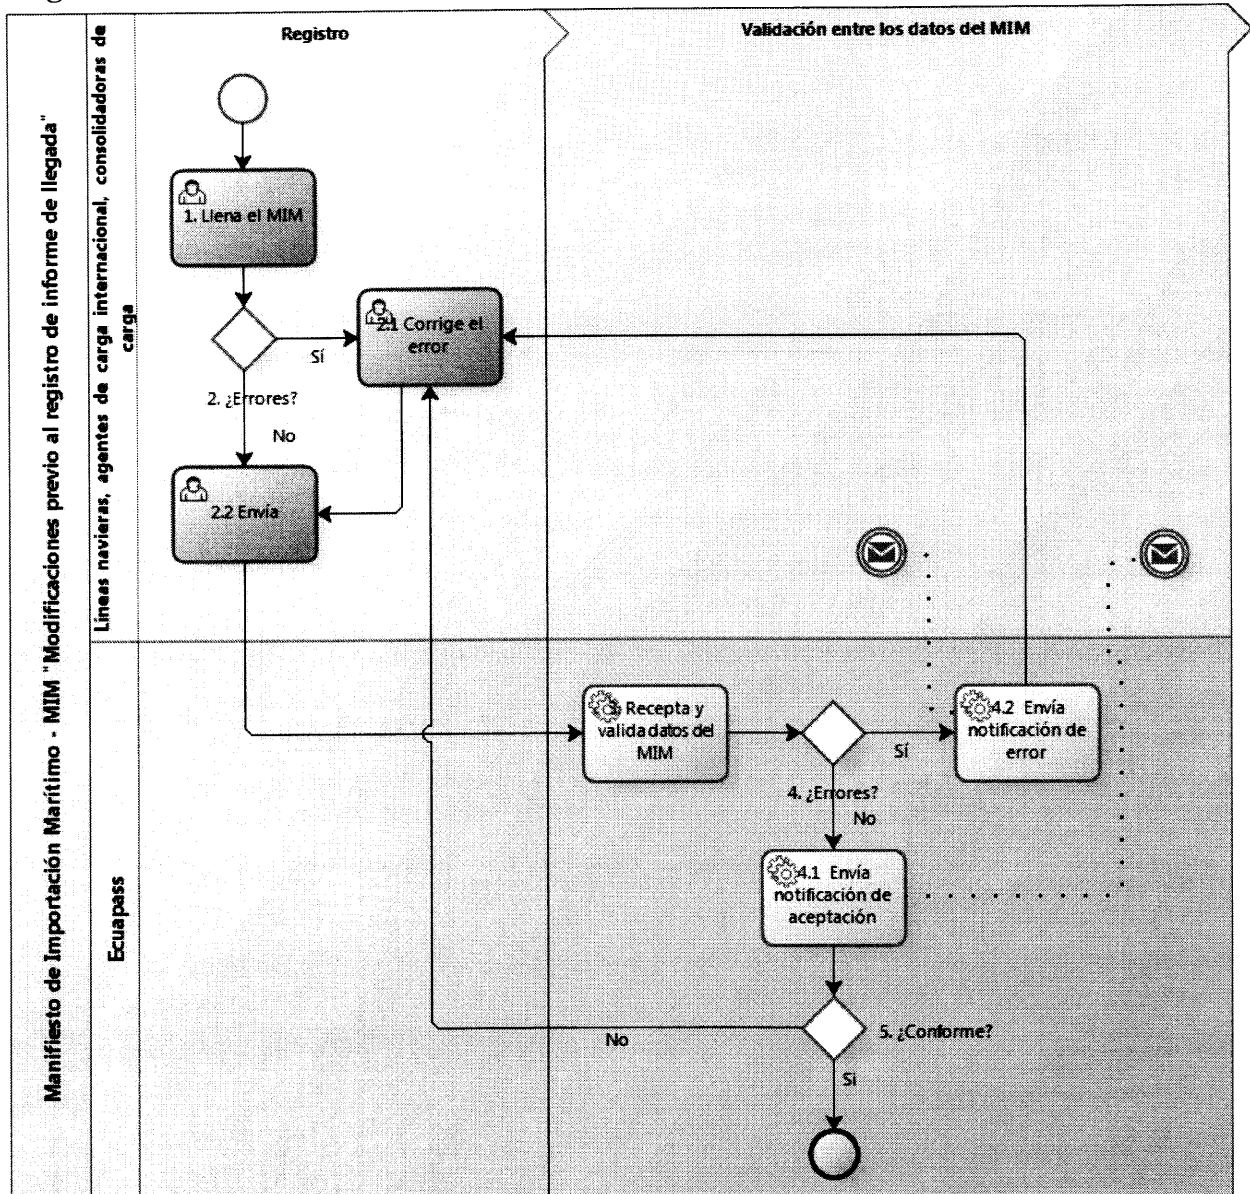 Manifiesto de Importación Marítimo - MIM "Modificaciones previo al registro de informe de llegada"
Líneas navieras, agentes de carga internacional, consolidadoras de
carga
Ecuapass
Registro
Validación entre los datos del MIM
1. Llena el MIM
2.1 Corrige el
error
Sí
2. ¿Errores?
No
2.2 Envía
Recepta y
valida datos del
MIM
4.2 Envía
notificación de
error
Sí
4. ¿Errores?
No
4.1 Envía
notificación de
aceptación
5. ¿Conforme?
No
Sí